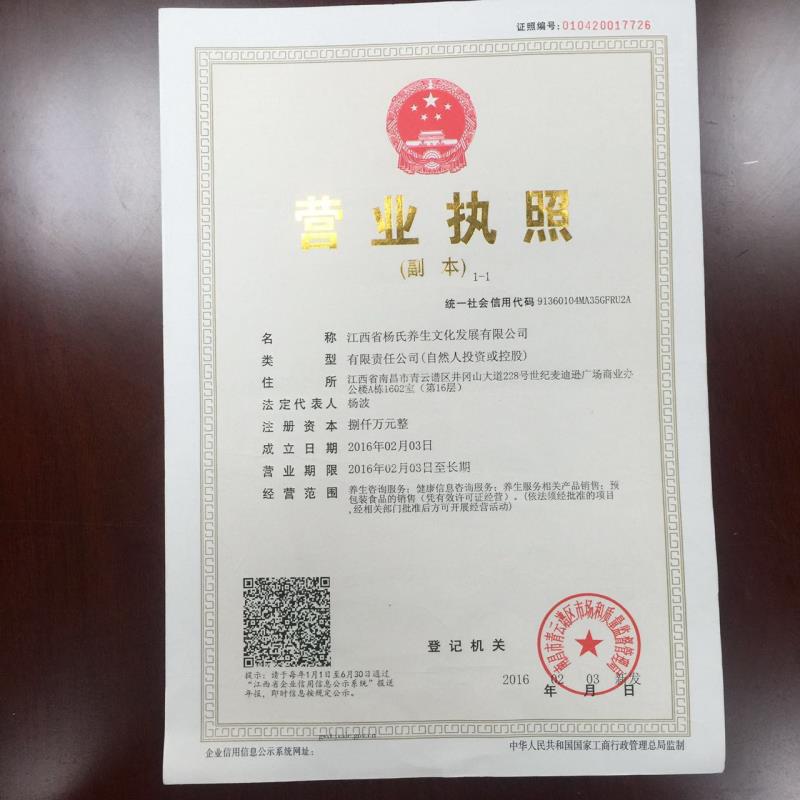 证照编号:010420017726
营业执照
(副 本) 1-1
统一社会信用代码 91360104MA35GFRU2A
名 称 江西省杨氏养生文化发展有限公司
类 型 有限责任公司(自然人投资或控股)
住 所 江西省南昌市青云谱区井冈山大道228号世纪麦迪逊广场商业办
公楼A栋1602室（第16层）
法定代表人 杨波
注册资本 捌仟万元整
成立日期 2016年02月03日
营业期限 2016年02月03日至长期
经营范围 养生咨询服务；健康信息咨询服务；养生服务相关产品销售；预
包装食品的销售（凭有效许可证经营）。(依法须经批准的项目
,经相关部门批准后方可开展经营活动)
登记机关
南昌市青云谱区市场和质量监督管理局
2016 02 03 新发
年 月 日
提示：请于每年1月1日至6月30日通过
“江西省企业信用信息公示系统”报送
年报，即时信息按规定公示。
企业信用信息公示系统网址：
中华人民共和国国家工商行政管理总局监制